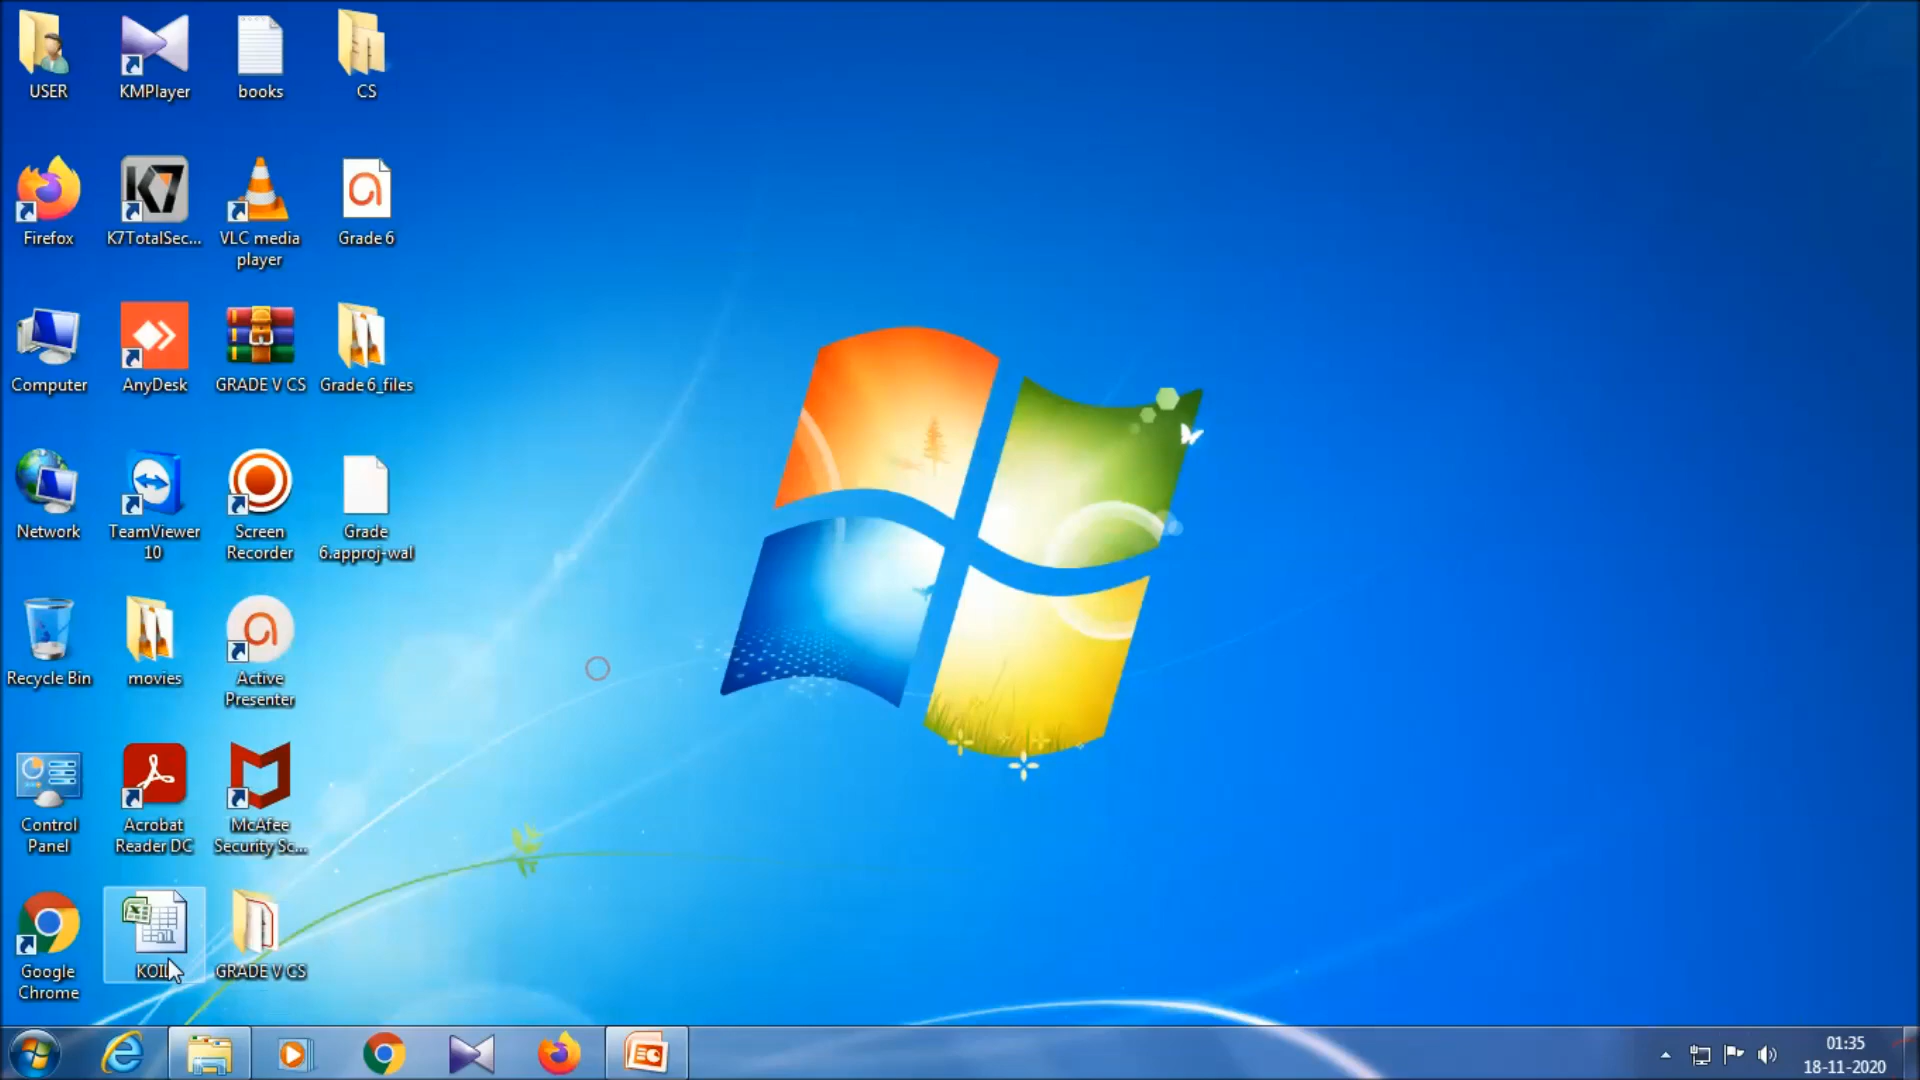 USER
KMPlayer
books
CS
Firefox
K7TotalSec...
VLC media
player
Grade 6
Computer
AnyDesk
GRADE V CS
Grade 6_files
Network
TeamViewer
10
Screen
Recorder
Grade
6.approj-wal
Recycle Bin
movies
Active
Presenter
Control
Panel
Acrobat
Reader DC
McAfee
Security Sc...
Google
Chrome
GRADE V CS
01:35
18-11-2020